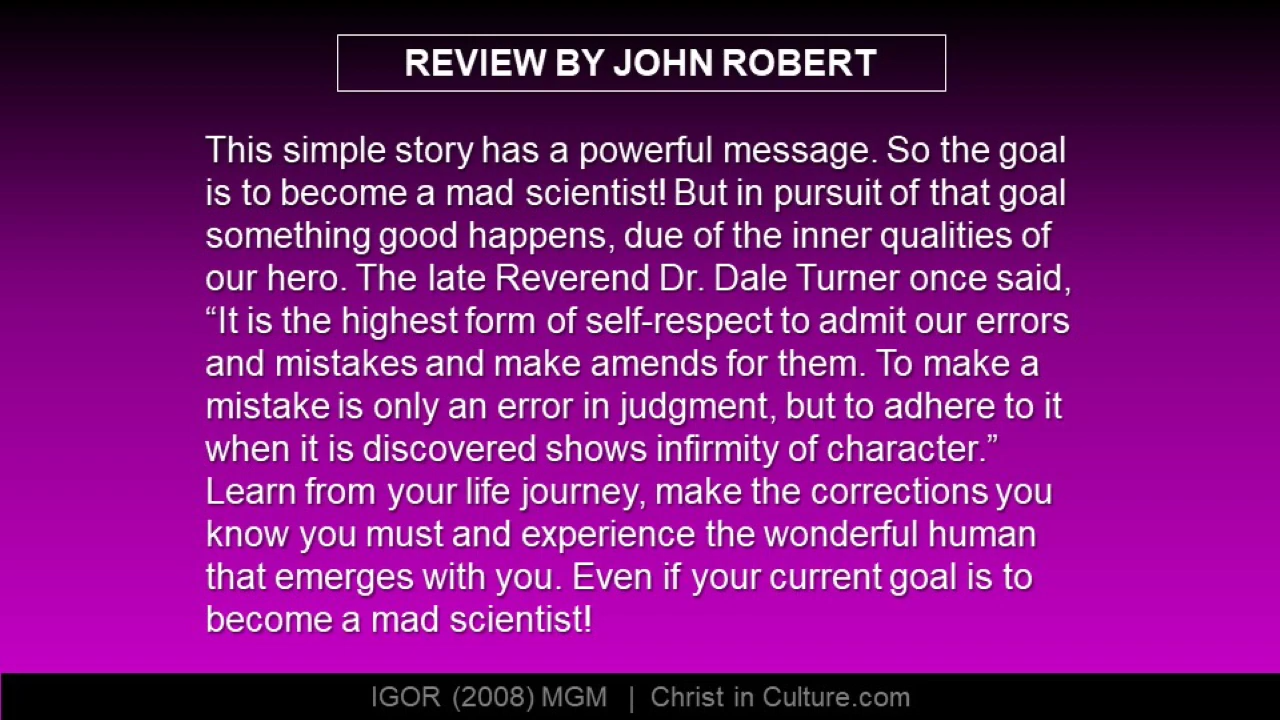 REVIEW BY JOHN ROBERT
This simple story has a powerful message. So the goal
is to become a mad scientist! But in pursuit of that goal
something good happens, due of the inner qualities of
our hero. The late Reverend Dr. Dale Turner once said,
“It is the highest form of self-respect to admit our errors
and mistakes and make amends for them. To make a
mistake is only an error in judgment, but to adhere to it
when it is discovered shows infirmity of character.”
Learn from your life journey, make the corrections you
know you must and experience the wonderful human
that emerges with you. Even if your current goal is to
become a mad scientist!
IGOR (2008) MGM | Christ in Culture.com